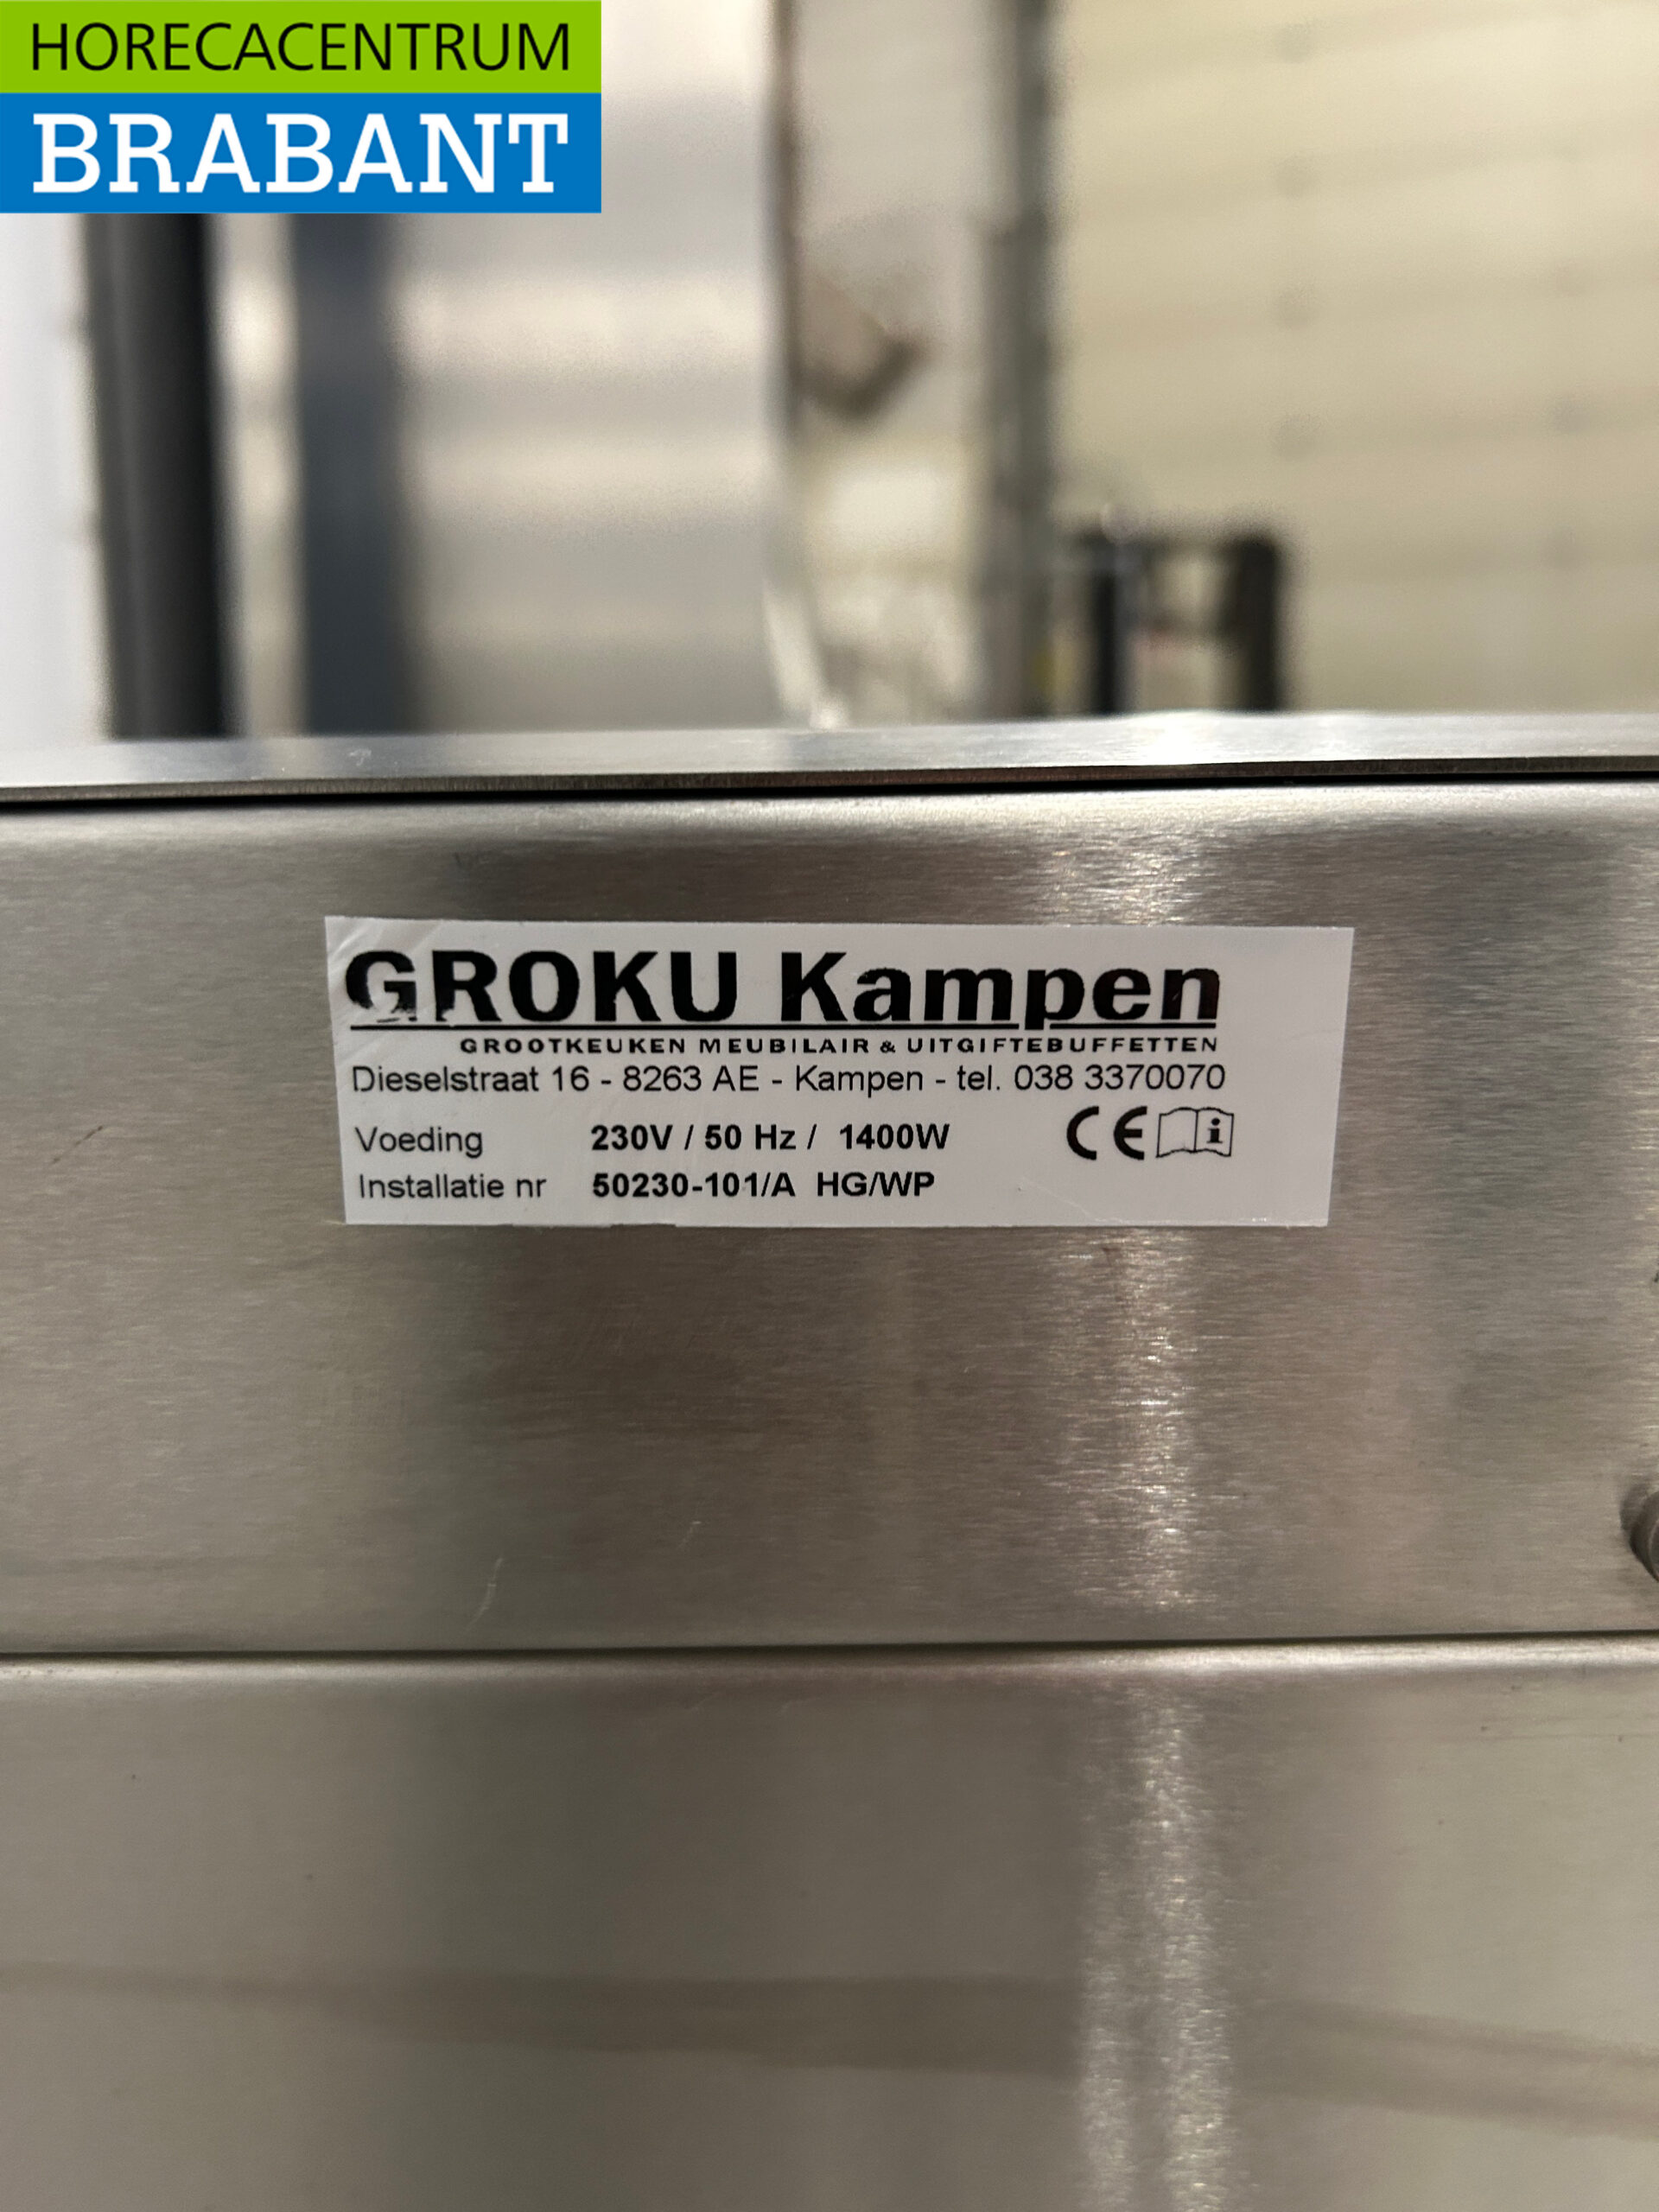 HORECACENTRUM
BRABANT
GROKU Kampen
GROOTKEUKEN MEUBILAIR & UITGIFTEBUFFETTEN
Dieselstraat 16 - 8263 AE - Kampen - tel. 038 3370070
Voeding 230V / 50 Hz / 1400W CE i
Installatie nr 50230-101/A HG/WP